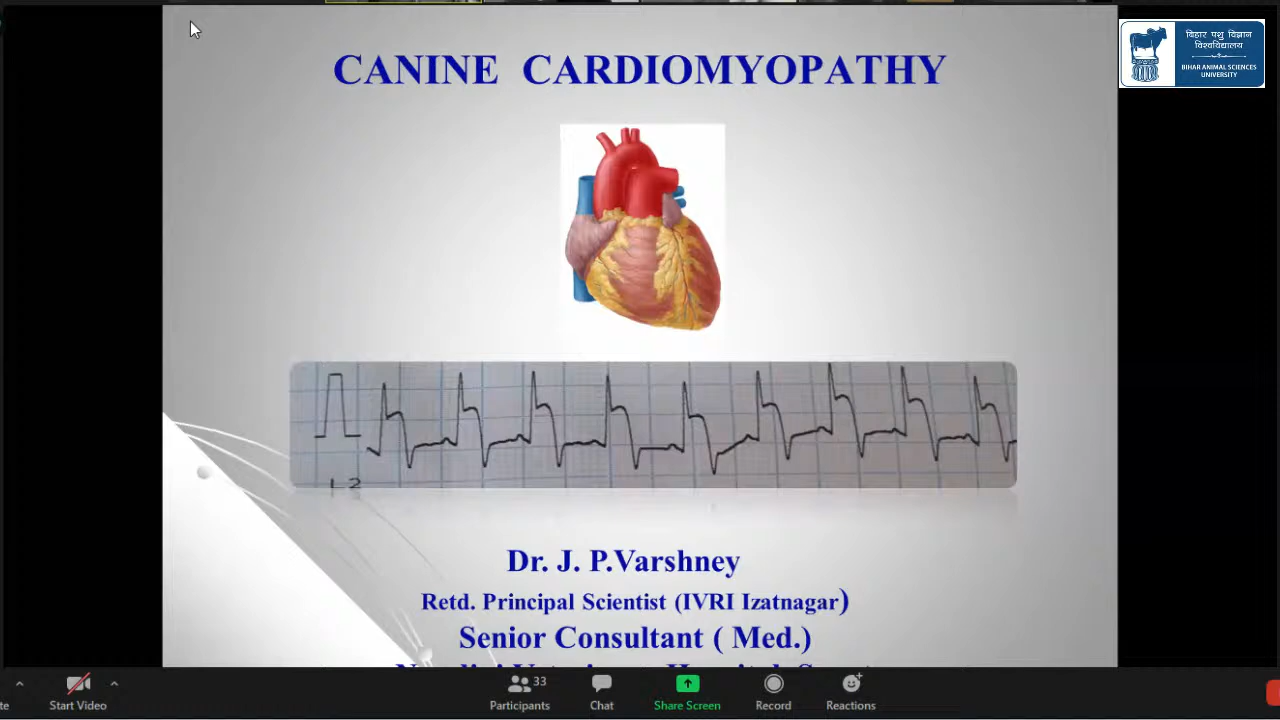 CANINE CARDIOMYOPATHY
बिहार पशु विज्ञान
विश्वविद्यालय
BIHAR ANIMAL SCIENCES
UNIVERSITY
L2
Dr. J. P.Varshney
Retd. Principal Scientist (IVRI Izatnagar)
Senior Consultant ( Med.)
Start Video
33
Participants
Chat
Share Screen
Record
Reactions